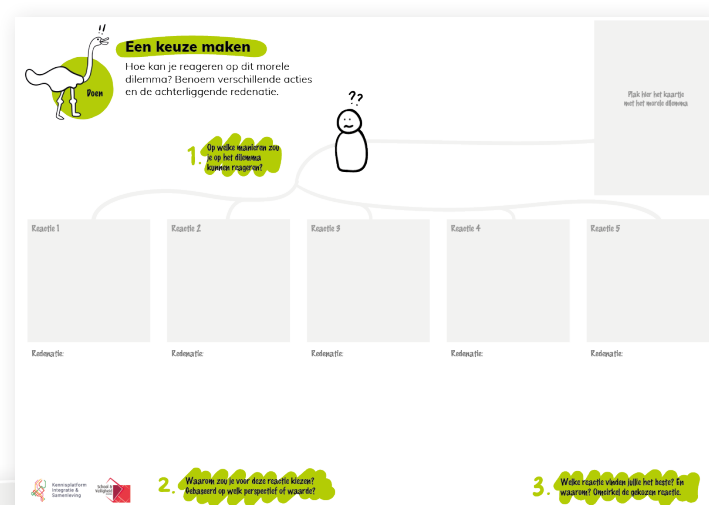 !!
Een keuze maken
Hoe kan je reageren op dit morele
dilemma? Benoem verschillende acties
en de achterliggende redenatie.
Doen
??
Plak hier het kaartje
met het morele dilemma
1.
Op welke manieren zou
je op het dilemma
kunnen reageren?
Reactie 1
Reactie 2
Reactie 3
Reactie 4
Reactie 5
Redenatie:
Redenatie:
Redenatie:
Redenatie:
Redenatie:
Kennisplatform
Integratie &
Samenleving
school &
veiligheid
2.
Waarom zou je voor deze reactie kiezen?
Gebaseerd op welk perspectief of waarde?
3.
Welke reactie vinden jullie het beste? En
waarom? Omcirkel de gekozen reactie.